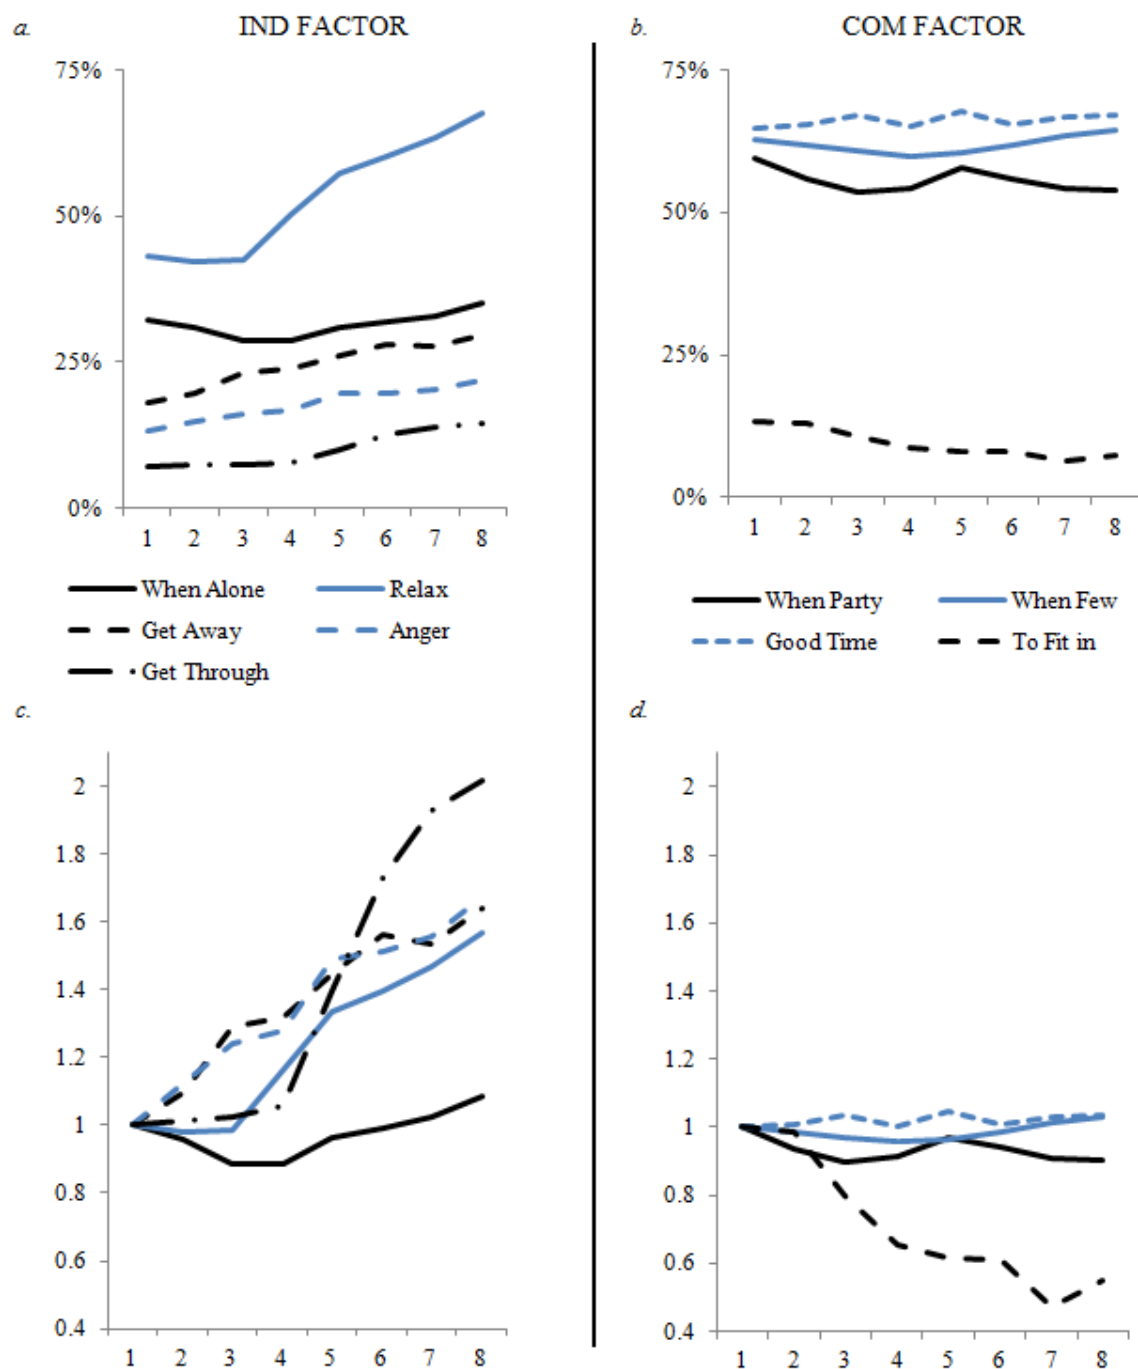 a. IND FACTOR
75%
50%
25%
0%
1 2 3 4 5 6 7 8
When Alone Relax
Get Away Anger
Get Through
b. COM FACTOR
75%
50%
25%
0%
1 2 3 4 5 6 7 8
When Party When Few
Good Time To Fit in
c.
2
1.8
1.6
1.4
1.2
1
0.8
0.6
0.4
1 2 3 4 5 6 7 8
d.
2
1.8
1.6
1.4
1.2
1
0.8
0.6
0.4
1 2 3 4 5 6 7 8